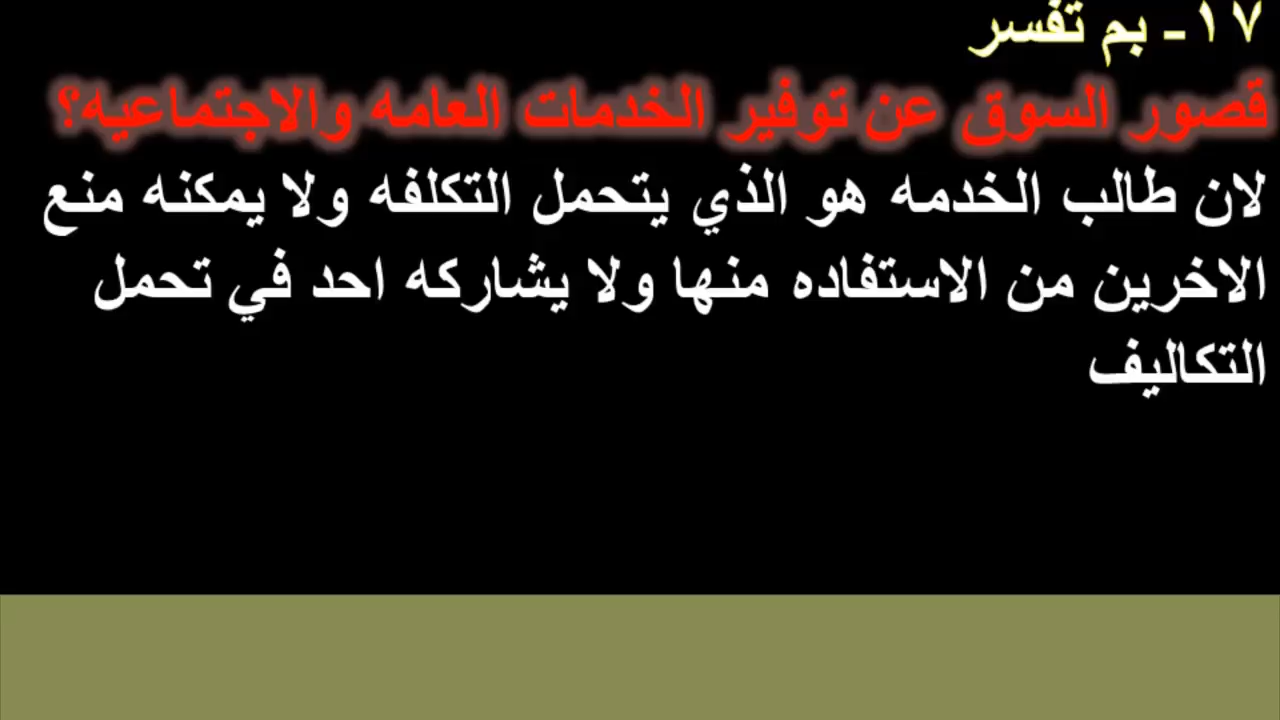 ١٧- بم تفسر
قصور السوق عن توفير الخدمات العامه والاجتماعيه؟
لان طالب الخدمه هو الذي يتحمل التكلفه ولا يمكنه منع
الاخرين من الاستفاده منها ولا يشاركه احد في تحمل
التكاليف